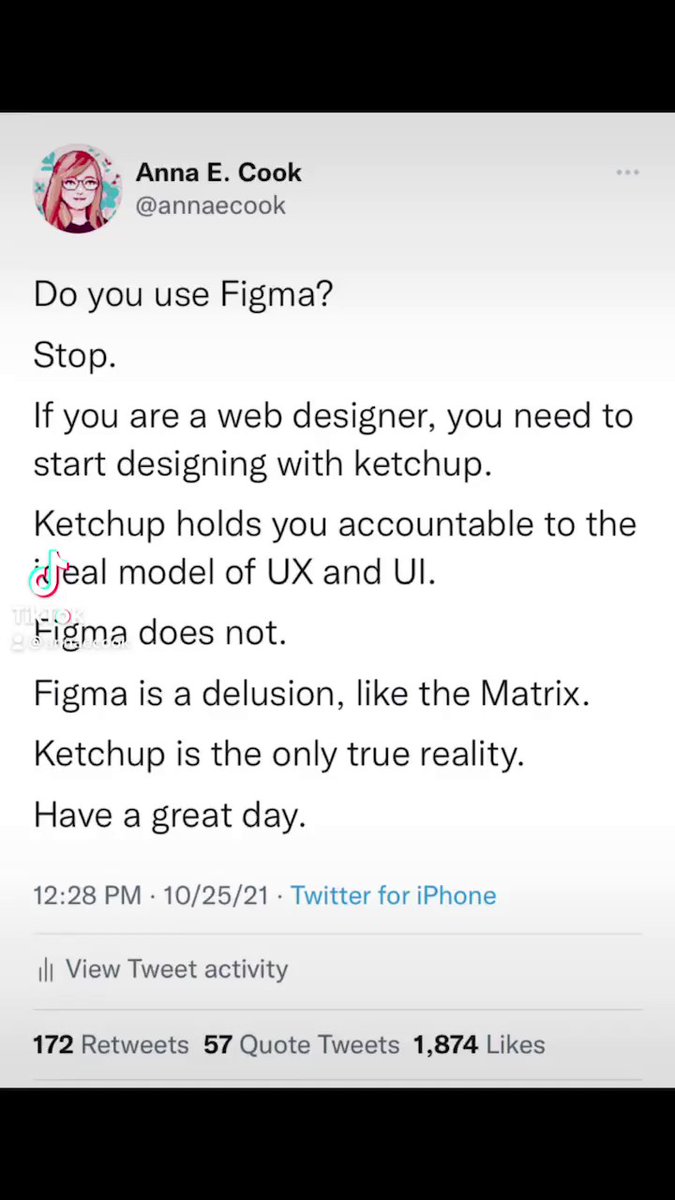 Anna E. Cook
@annaecook
Do you use Figma?
Stop.
If you are a web designer, you need to
start designing with ketchup.
Ketchup holds you accountable to the
ideal model of UX and UI.
TikTok
Figma does not.
@annaecook
Figma is a delusion, like the Matrix.
Ketchup is the only true reality.
Have a great day.
12:28 PM · 10/25/21 · Twitter for iPhone
View Tweet activity
172 Retweets 57 Quote Tweets 1,874 Likes